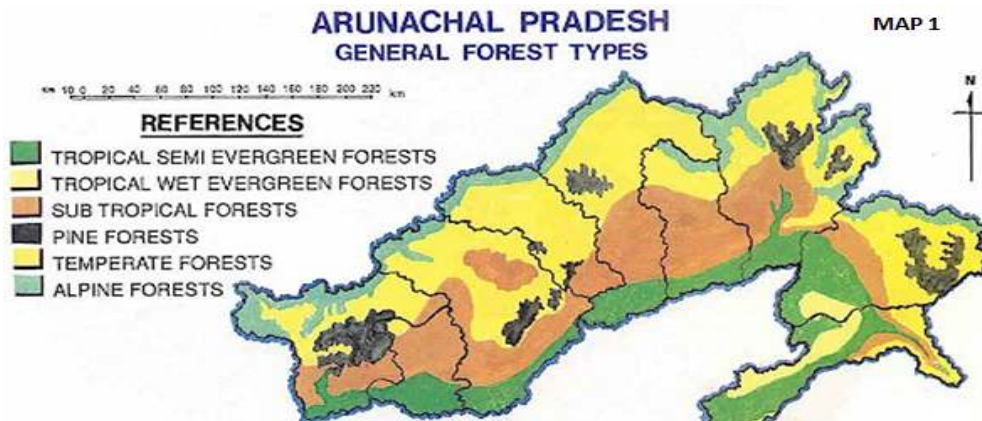 ARUNACHAL PRADESH
MAP 1
GENERAL FOREST TYPES
N
KM 10 0 20 40 60 80 100 120 140 160 180 200 220 km
REFERENCES
TROPICAL SEMI EVERGREEN FORESTS
TROPICAL WET EVERGREEN FORESTS
SUB TROPICAL FORESTS
PINE FORESTS
TEMPERATE FORESTS
ALPINE FORESTS